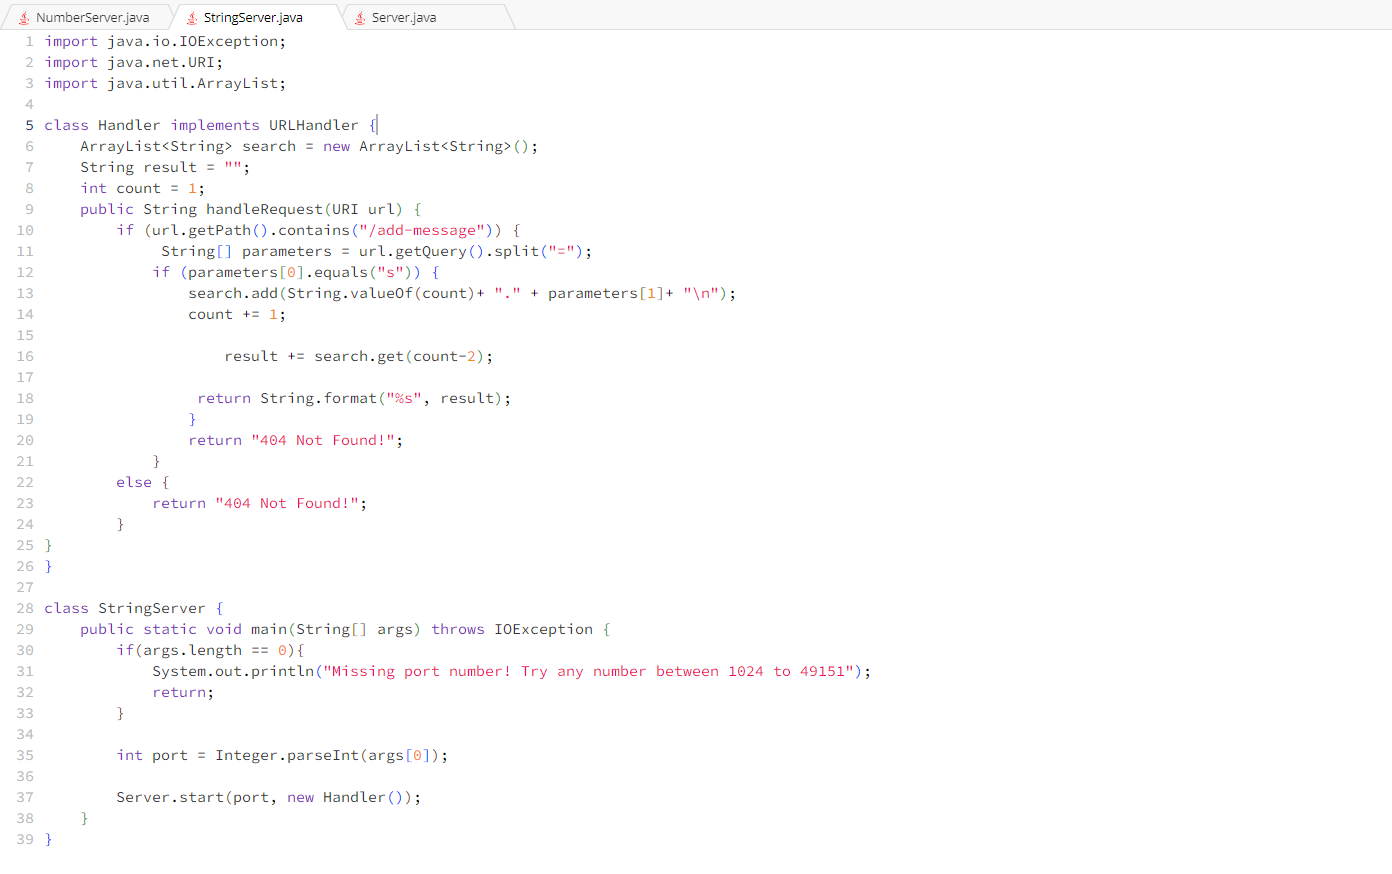 NumberServer.java StringServer.java Server.java
1 import java.io.IOException;
2 import java.net.URI;
3 import java.util.ArrayList;
4
5 class Handler implements URLHandler {
6     ArrayList<String> search = new ArrayList<String>();
7     String result = "";
8     int count = 1;
9     public String handleRequest(URI url) {
10         if (url.getPath().contains("/add-message")) {
11              String[] parameters = url.getQuery().split("=");
12             if (parameters[0].equals("s")) {
13                 search.add(String.valueOf(count)+ "." + parameters[1]+ "\n");
14                 count += 1;
15
16                     result += search.get(count-2);
17
18                  return String.format("%s", result);
19                 }
20                 return "404 Not Found!";
21             }
22         else {
23             return "404 Not Found!";
24         }
25 }
26 }
27
28 class StringServer {
29     public static void main(String[] args) throws IOException {
30         if(args.length == 0){
31             System.out.println("Missing port number! Try any number between 1024 to 49151");
32             return;
33         }
34
35         int port = Integer.parseInt(args[0]);
36
37         Server.start(port, new Handler());
38     }
39 }